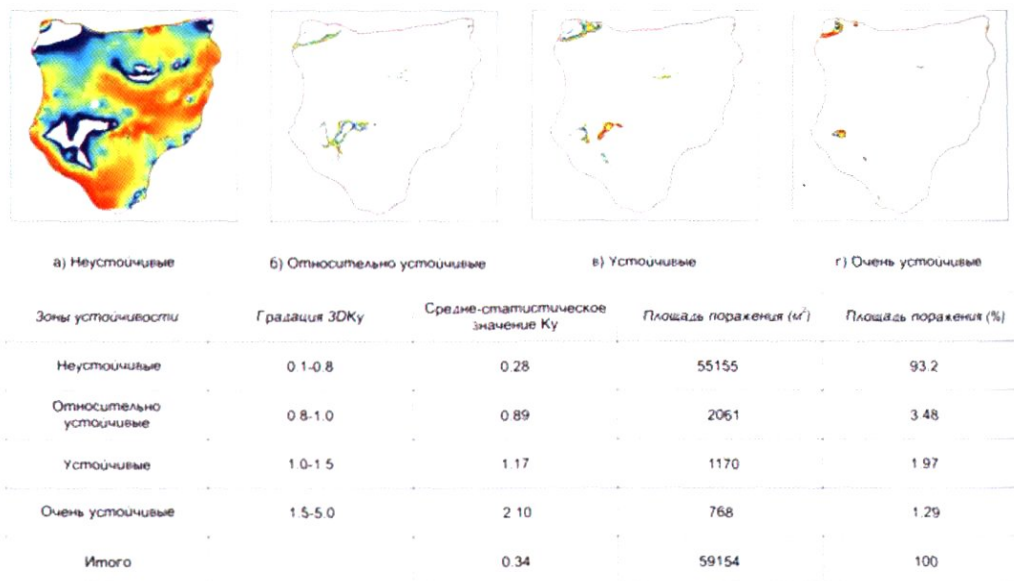 а) Неустойчивые б) Относительно устойчивые в) Устойчивые г) Очень устойчивые
Зоны устойчивости Градация 3DКу Средне-статистическое значение Ку Площадь поражения (м²) Площадь поражения (%)
Неустойчивые 0.1-0.8 0.28 55155 93.2
Относительно устойчивые 0.8-1.0 0.89 2061 3.48
Устойчивые 1.0-1.5 1.17 1170 1.97
Очень устойчивые 1.5-5.0 2.10 768 1.29
Итого 0.34 59154 100